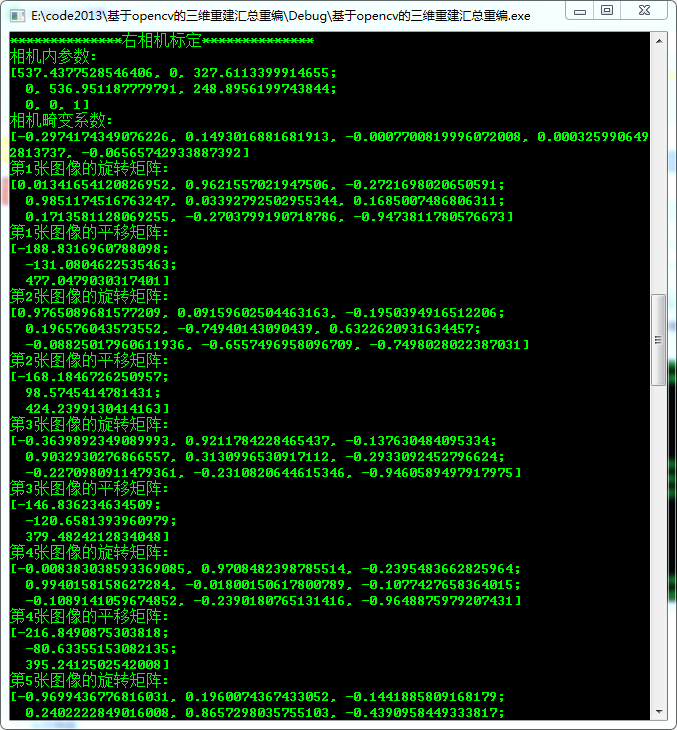 E:\code2013\基于opencv的三维重建汇总重编\Debug\基于opencv的三维重建汇总重编.exe
**************右相机标定**************
相机内参数:
[537.4377528546406, 0, 327.6113399914655;
  0, 536.951187779791, 248.8956199743844;
  0, 0, 1]
相机畸变系数:
[-0.2974174349076226, 0.1493016881681913, -0.0007700819996072008, 0.000325990649
2813737, -0.06565742933887392]
第1张图像的旋转矩阵:
[0.01341654120826952, 0.9621557021947506, -0.2721698020650591;
  0.9851174516763247, 0.03392792502955344, 0.1685007486806311;
  0.1713581128069255, -0.2703799190718786, -0.9473811780576673]
第1张图像的平移矩阵:
[-188.8316960788098;
  -131.0804622535463;
  477.0479030317401]
第2张图像的旋转矩阵:
[0.9765089681577209, 0.09159602504463163, -0.1950394916512206;
  0.196576043573552, -0.74940143090439, 0.6322620931634457;
  -0.08825017960611936, -0.6557496958096709, -0.7498028022387031]
第2张图像的平移矩阵:
[-168.1846726250957;
  98.5745414781431;
  424.2399130414163]
第3张图像的旋转矩阵:
[-0.3639892349089993, 0.9211784228465437, -0.137630484095334;
  0.9032930276866557, 0.3130996530917112, -0.2933092452796624;
  -0.2270980911479361, -0.2310820644615346, -0.9460589497917975]
第3张图像的平移矩阵:
[-146.836234634509;
  -120.6581393960979;
  379.4824212834048]
第4张图像的旋转矩阵:
[-0.008383038593369085, 0.9708482398785514, -0.2395483662825964;
  0.9940158158627284, -0.01800150617800789, -0.1077427658364015;
  -0.1089141059674852, -0.2390180765131416, -0.9648875979207431]
第4张图像的平移矩阵:
[-216.8490875303818;
  -80.63355153082135;
  395.2412502542008]
第5张图像的旋转矩阵:
[-0.9699436776816031, 0.1960074367433052, -0.1441885809168179;
  0.2402222849016008, 0.8657298035755103, -0.4390958449333817;